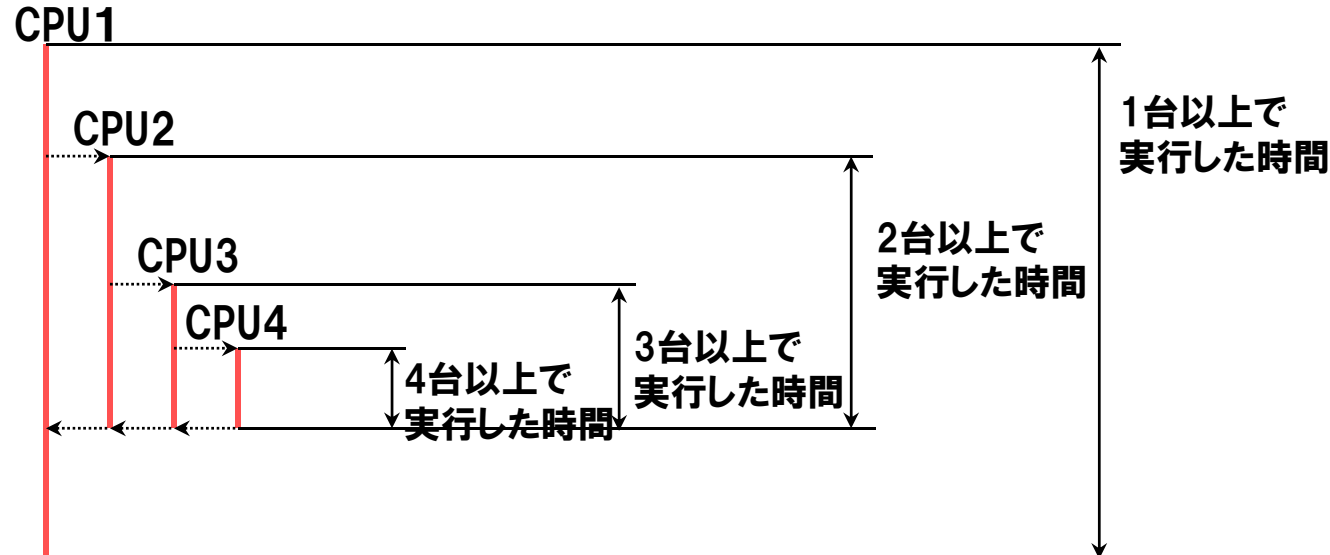 CPU1
1台以上で
実行した時間
CPU2
2台以上で
実行した時間
CPU3
CPU4
3台以上で
実行した時間
4台以上で
実行した時間